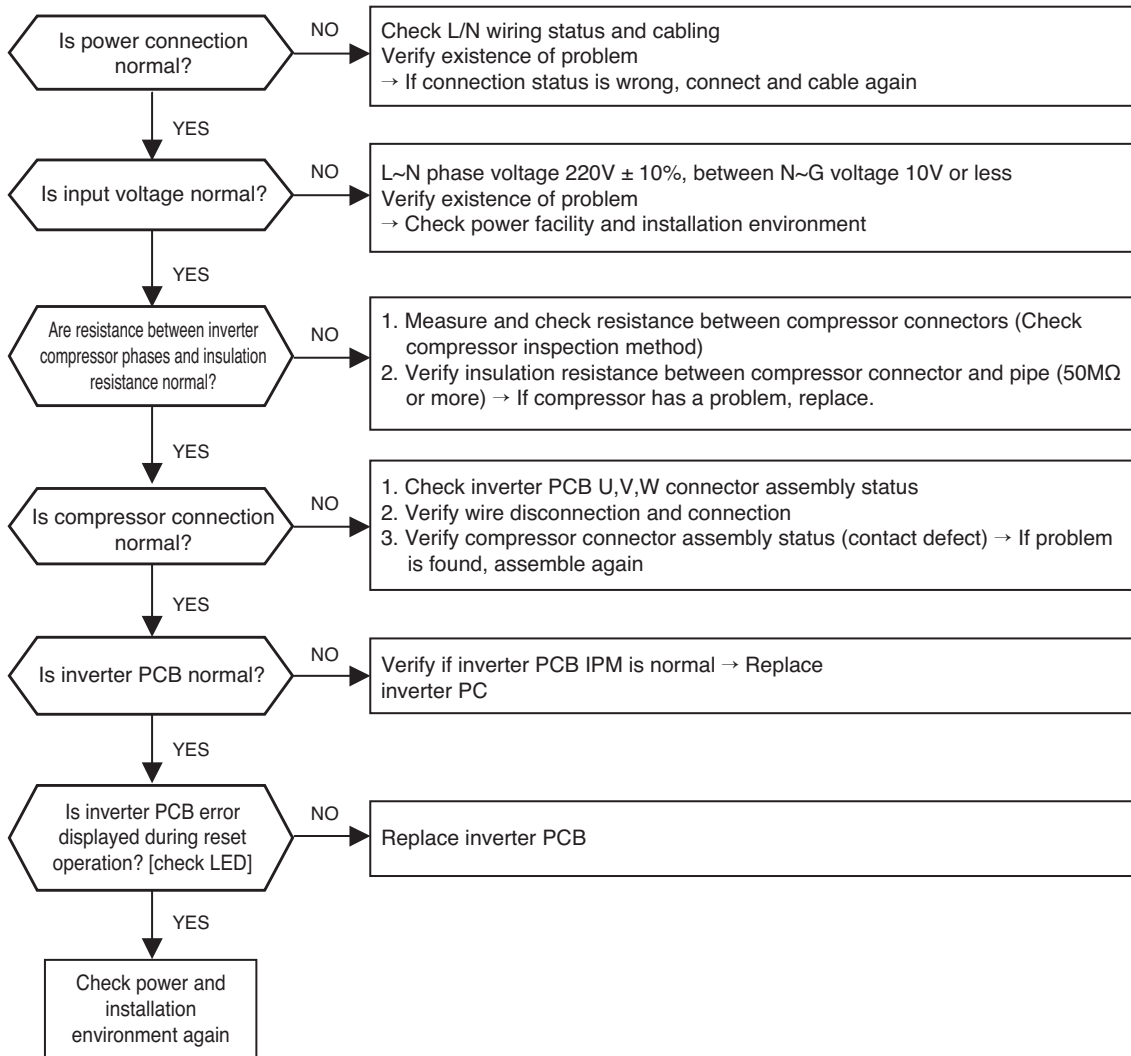 Is power connection
normal?
NO
Check L/N wiring status and cabling
Verify existence of problem
→ If connection status is wrong, connect and cable again
YES
Is input voltage normal?
NO
L~N phase voltage 220V ± 10%, between N~G voltage 10V or less
Verify existence of problem
→ Check power facility and installation environment
YES
Are resistance between inverter
compressor phases and insulation
resistance normal?
NO
1. Measure and check resistance between compressor connectors (Check
compressor inspection method)
2. Verify insulation resistance between compressor connector and pipe (50MΩ
or more) → If compressor has a problem, replace.
YES
Is compressor connection
normal?
NO
1. Check inverter PCB U,V,W connector assembly status
2. Verify wire disconnection and connection
3. Verify compressor connector assembly status (contact defect) → If problem
is found, assemble again
YES
Is inverter PCB normal?
NO
Verify if inverter PCB IPM is normal → Replace
inverter PC
YES
Is inverter PCB error
displayed during reset
operation? [check LED]
NO
Replace inverter PCB
YES
Check power and
installation
environment again